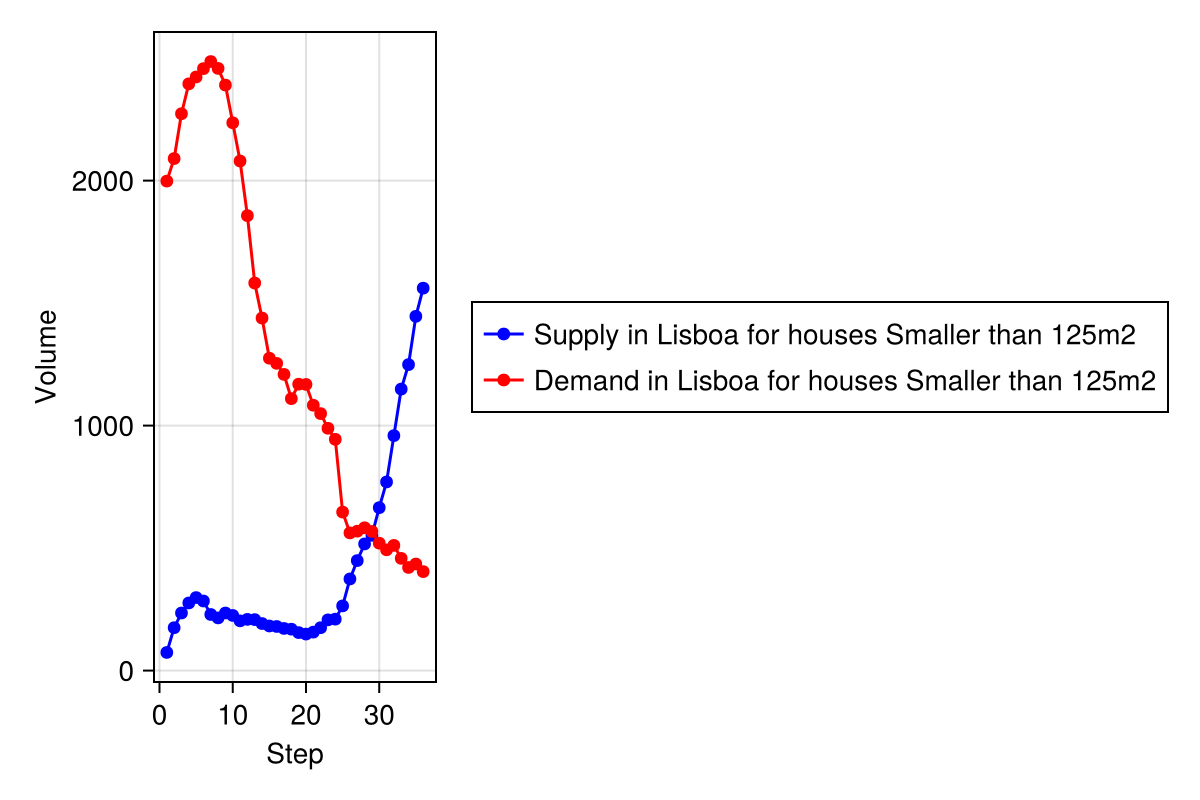 Volume
2000
1000
0
0 10 20 30
Step
Supply in Lisboa for houses Smaller than 125m2
Demand in Lisboa for houses Smaller than 125m2